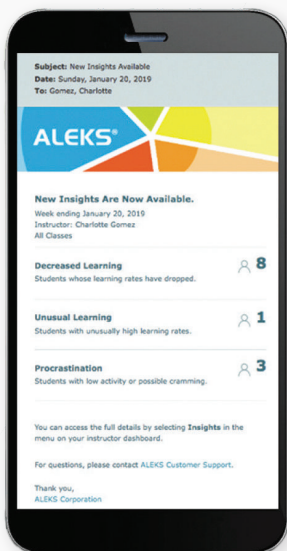 Subject: New Insights Available
Date: Sunday, January 20, 2019
To: Gomez, Charlotte
ALEKS®
New Insights Are Now Available.
Week ending January 20, 2019
Instructor: Charlotte Gomez
All Classes
Decreased Learning 8
Students whose learning rates have dropped.
Unusual Learning 1
Students with unusually high learning rates.
Procrastination 3
Students with low activity or possible cramming.
You can access the full details by selecting Insights in the
menu on your instructor dashboard.
For questions, please contact ALEKS Customer Support.
Thank you,
ALEKS Corporation